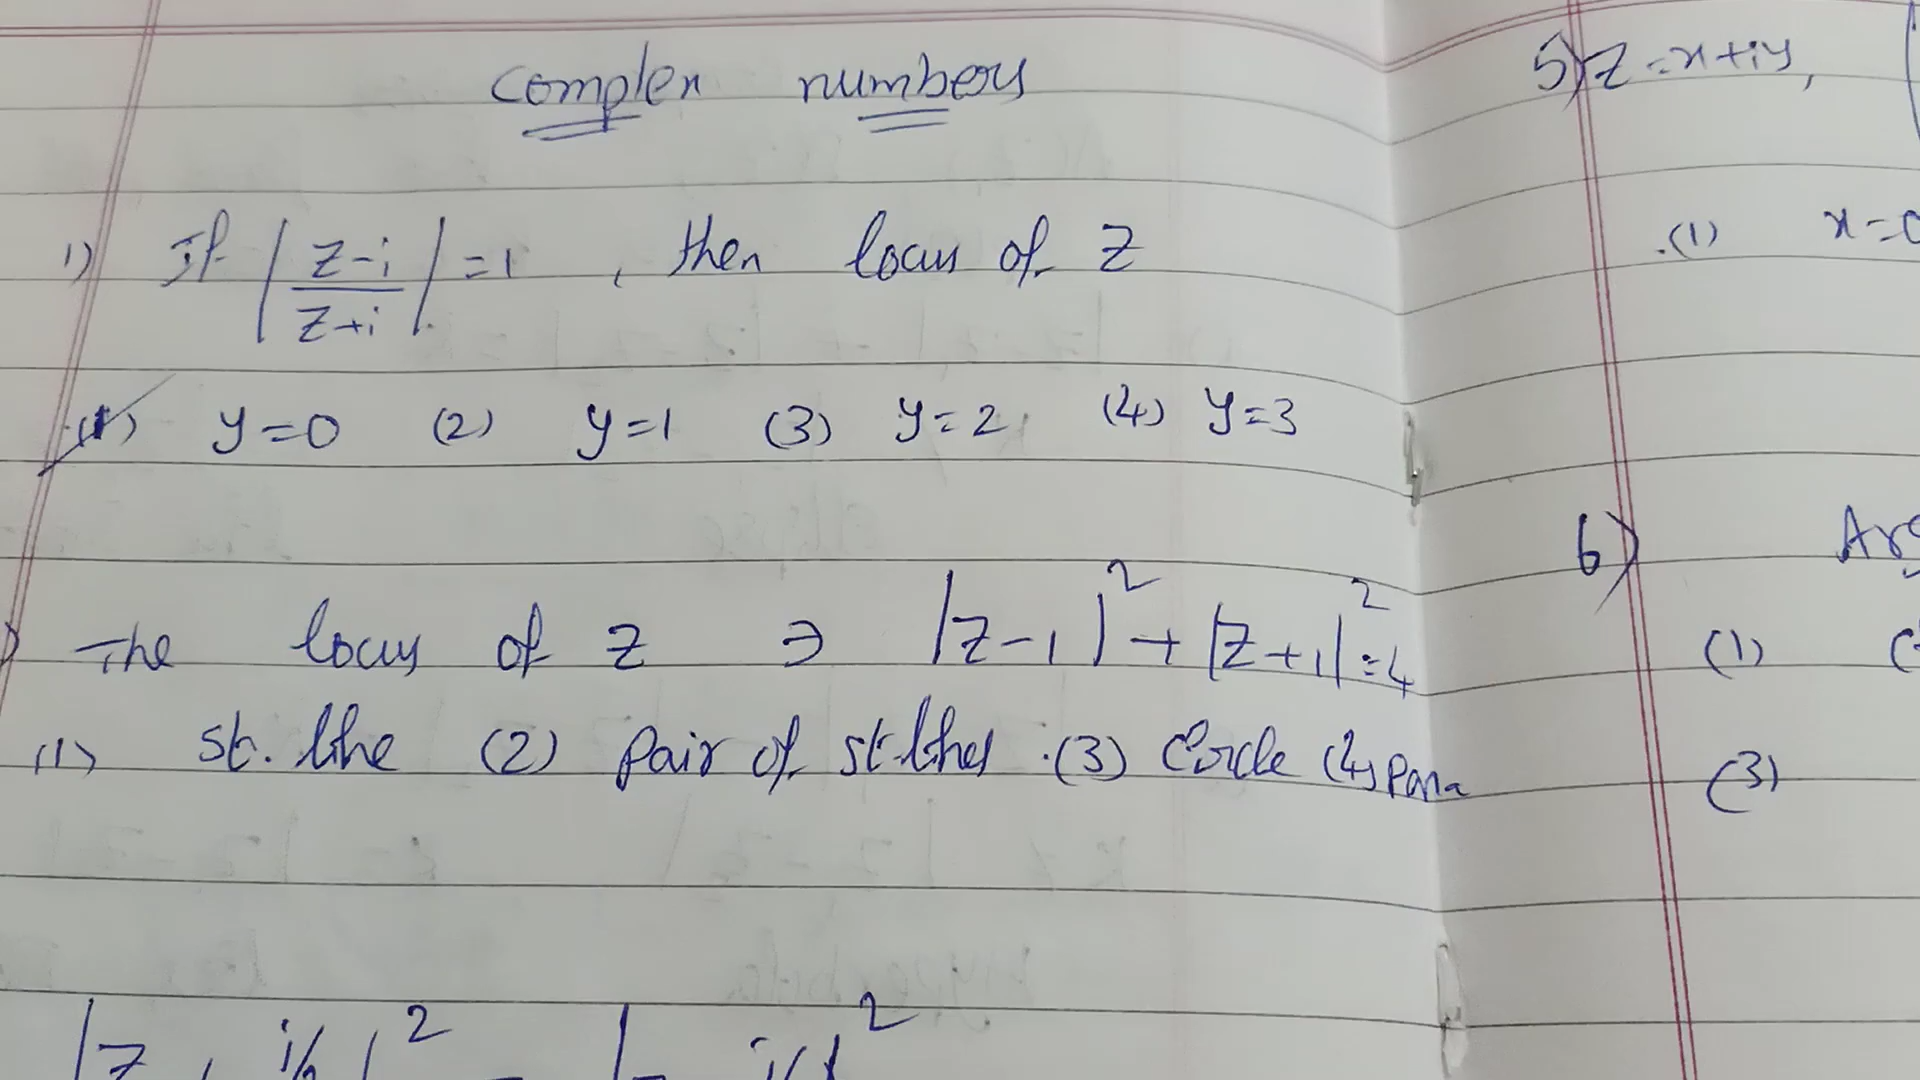 Complex numbers
1) If |z-i / z+i| = 1, then locus of z
(1) y=0 (2) y=1 (3) y=2 (4) y=3
) The locus of z ∋ |z-1|² + |z+1|² = 4
(1) st. line (2) pair of st. lines (3) Circle (4) Para
5) z = x+iy,
(1) x=0
6) Arg
(1)
(3)